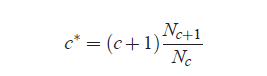 c* = (c+1) N_{c+1} / N_c